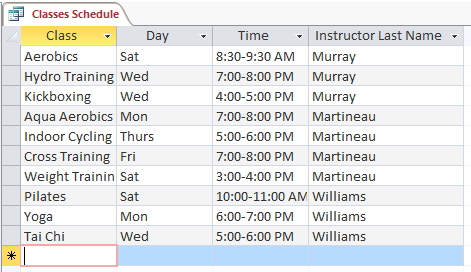 Classes Schedule
Class Day Time Instructor Last Name
Aerobics Sat 8:30-9:30 AM Murray
Hydro Training Wed 7:00-8:00 PM Murray
Kickboxing Wed 4:00-5:00 PM Murray
Aqua Aerobics Mon 7:00-8:00 PM Martineau
Indoor Cycling Thurs 5:00-6:00 PM Martineau
Cross Training Fri 7:00-8:00 PM Martineau
Weight Trainin Sat 3:00-4:00 PM Martineau
Pilates Sat 10:00-11:00 AM Williams
Yoga Mon 6:00-7:00 PM Williams
Tai Chi Wed 5:00-6:00 PM Williams